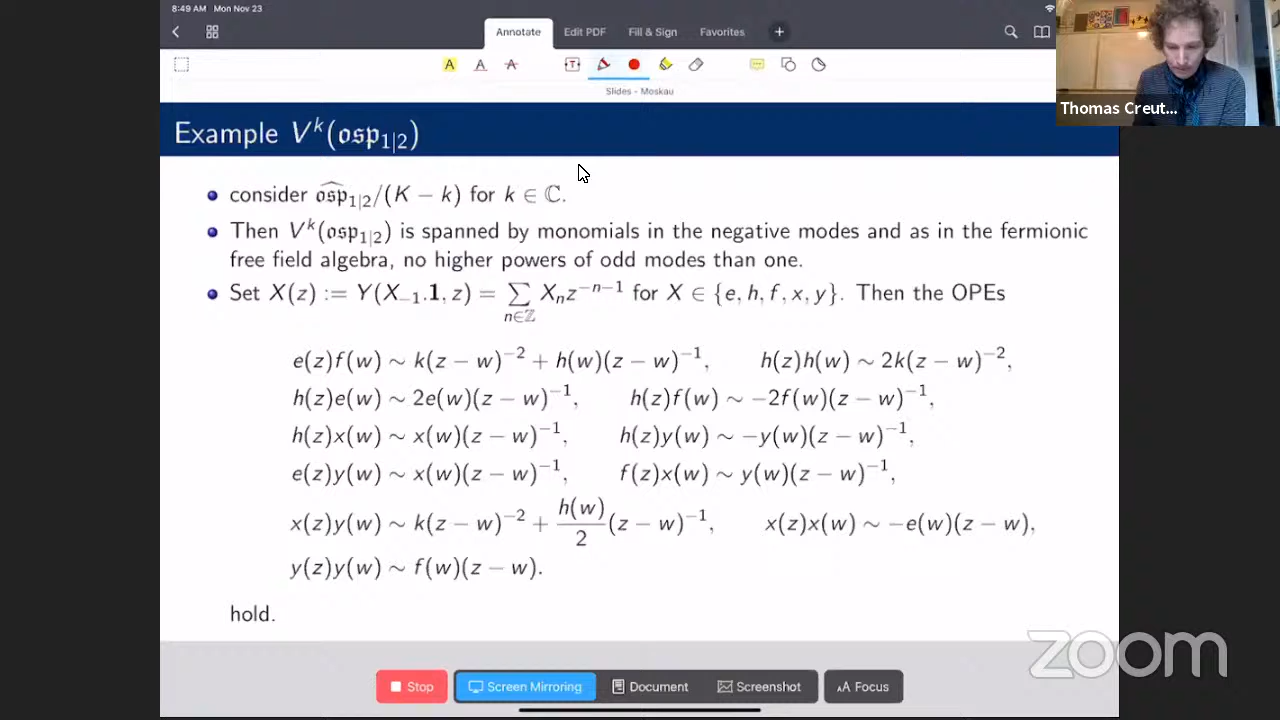 8:49 AM Mon Nov 23
Annotate Edit PDF Fill & Sign Favorites +
A A A T
Slides - Moskau
Thomas Creut...
Example V^k(𝔬𝔰𝔭_{1|2})
consider \widehat{𝔬𝔰𝔭}_{1|2}/(K − k) for k ∈ ℂ.
Then V^k(𝔬𝔰𝔭_{1|2}) is spanned by monomials in the negative modes and as in the fermionic
free field algebra, no higher powers of odd modes than one.
Set X(z) := Y(X_{−1}.𝟏, z) = ∑_{n∈ℤ} X_n z^{−n−1} for X ∈ {e, h, f, x, y}. Then the OPEs
e(z)f(w) ∼ k(z − w)^{−2} + h(w)(z − w)^{−1}, h(z)h(w) ∼ 2k(z − w)^{−2},
h(z)e(w) ∼ 2e(w)(z − w)^{−1}, h(z)f(w) ∼ −2f(w)(z − w)^{−1},
h(z)x(w) ∼ x(w)(z − w)^{−1}, h(z)y(w) ∼ −y(w)(z − w)^{−1},
e(z)y(w) ∼ x(w)(z − w)^{−1}, f(z)x(w) ∼ y(w)(z − w)^{−1},
x(z)y(w) ∼ k(z − w)^{−2} + \frac{h(w)}{2}(z − w)^{−1}, x(z)x(w) ∼ −e(w)(z − w),
y(z)y(w) ∼ f(w)(z − w).
hold.
zoom
Stop Screen Mirroring Document Screenshot Focus